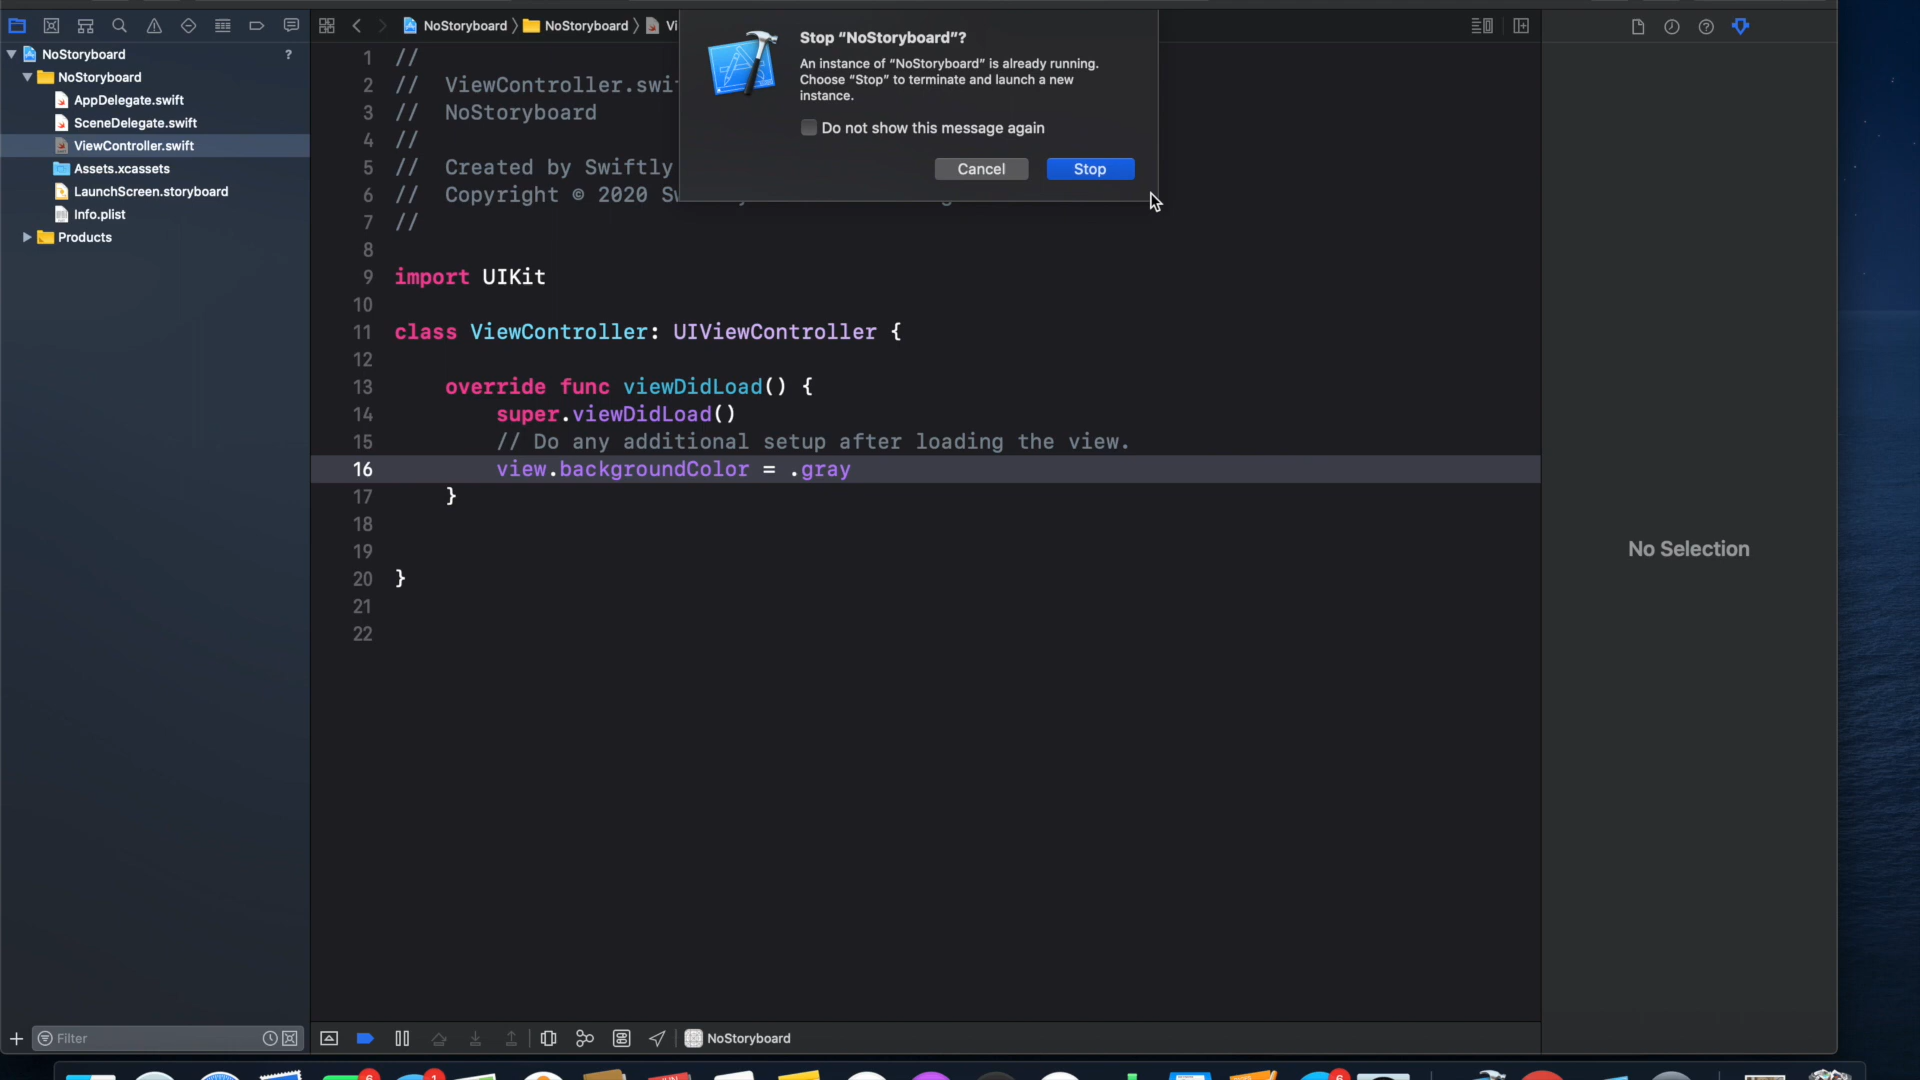 NoStoryboard
?
NoStoryboard
AppDelegate.swift
SceneDelegate.swift
ViewController.swift
Assets.xcassets
LaunchScreen.storyboard
Info.plist
Products
Filter
NoStoryboard
NoStoryboard
Vi
Stop “NoStoryboard”?
An instance of “NoStoryboard” is already running.
Choose “Stop” to terminate and launch a new
instance.
Do not show this message again
Cancel
Stop
1 //
2 // ViewController.swif
3 // NoStoryboard
4 //
5 // Created by Swiftly
6 // Copyright © 2020
7 //
8
9 import UIKit
10
11 class ViewController: UIViewController {
12
13 override func viewDidLoad() {
14 super.viewDidLoad()
15 // Do any additional setup after loading the view.
16 view.backgroundColor = .gray
17 }
18
19
20 }
21
22
NoStoryboard
No Selection
6
1
6